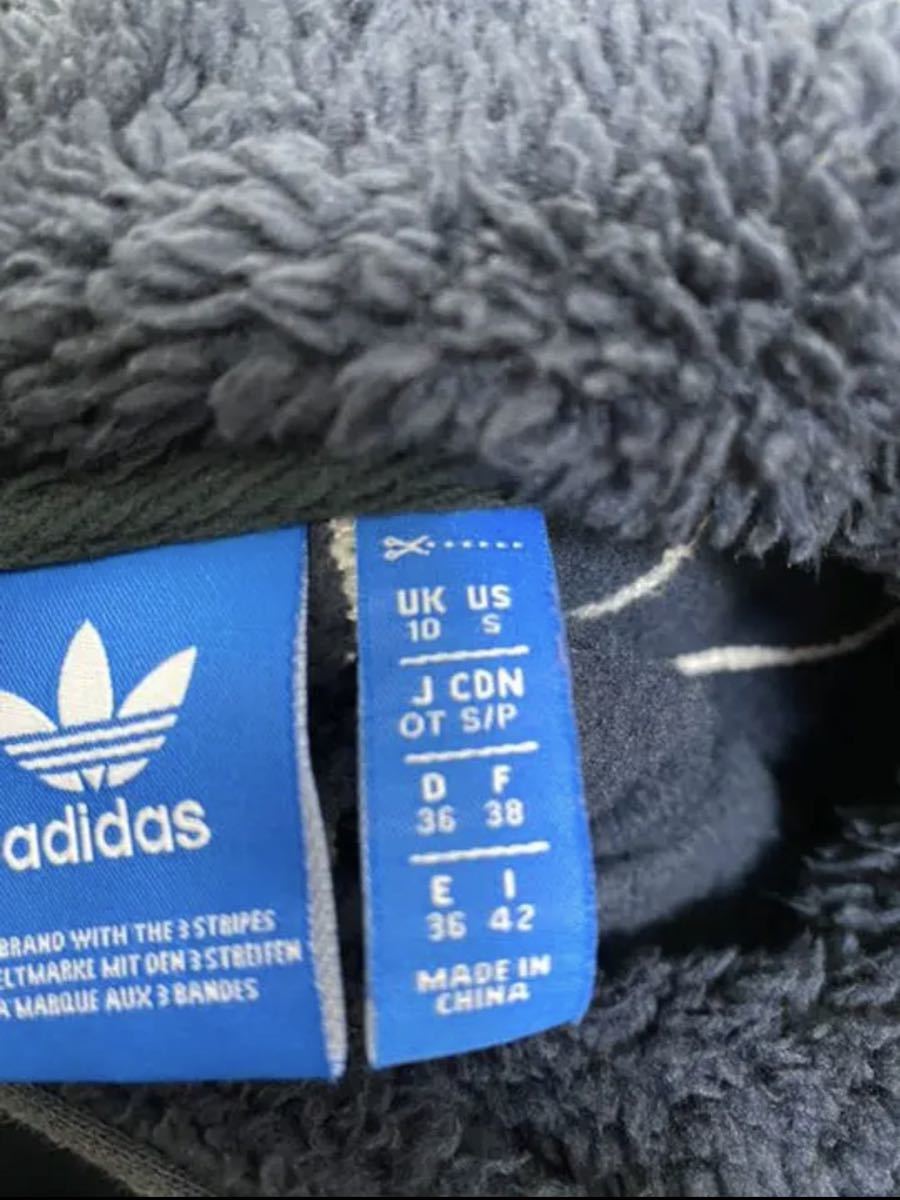 adidas
BRAND WITH THE 3 STRIPES
LTMARKE MIT DEN 3 STREIFEN
A MARQUE AUX 3 BANDES
UK US
10 S
J CDN
OT S/P
D F
36 38
E I
36 42
MADE IN
CHINA